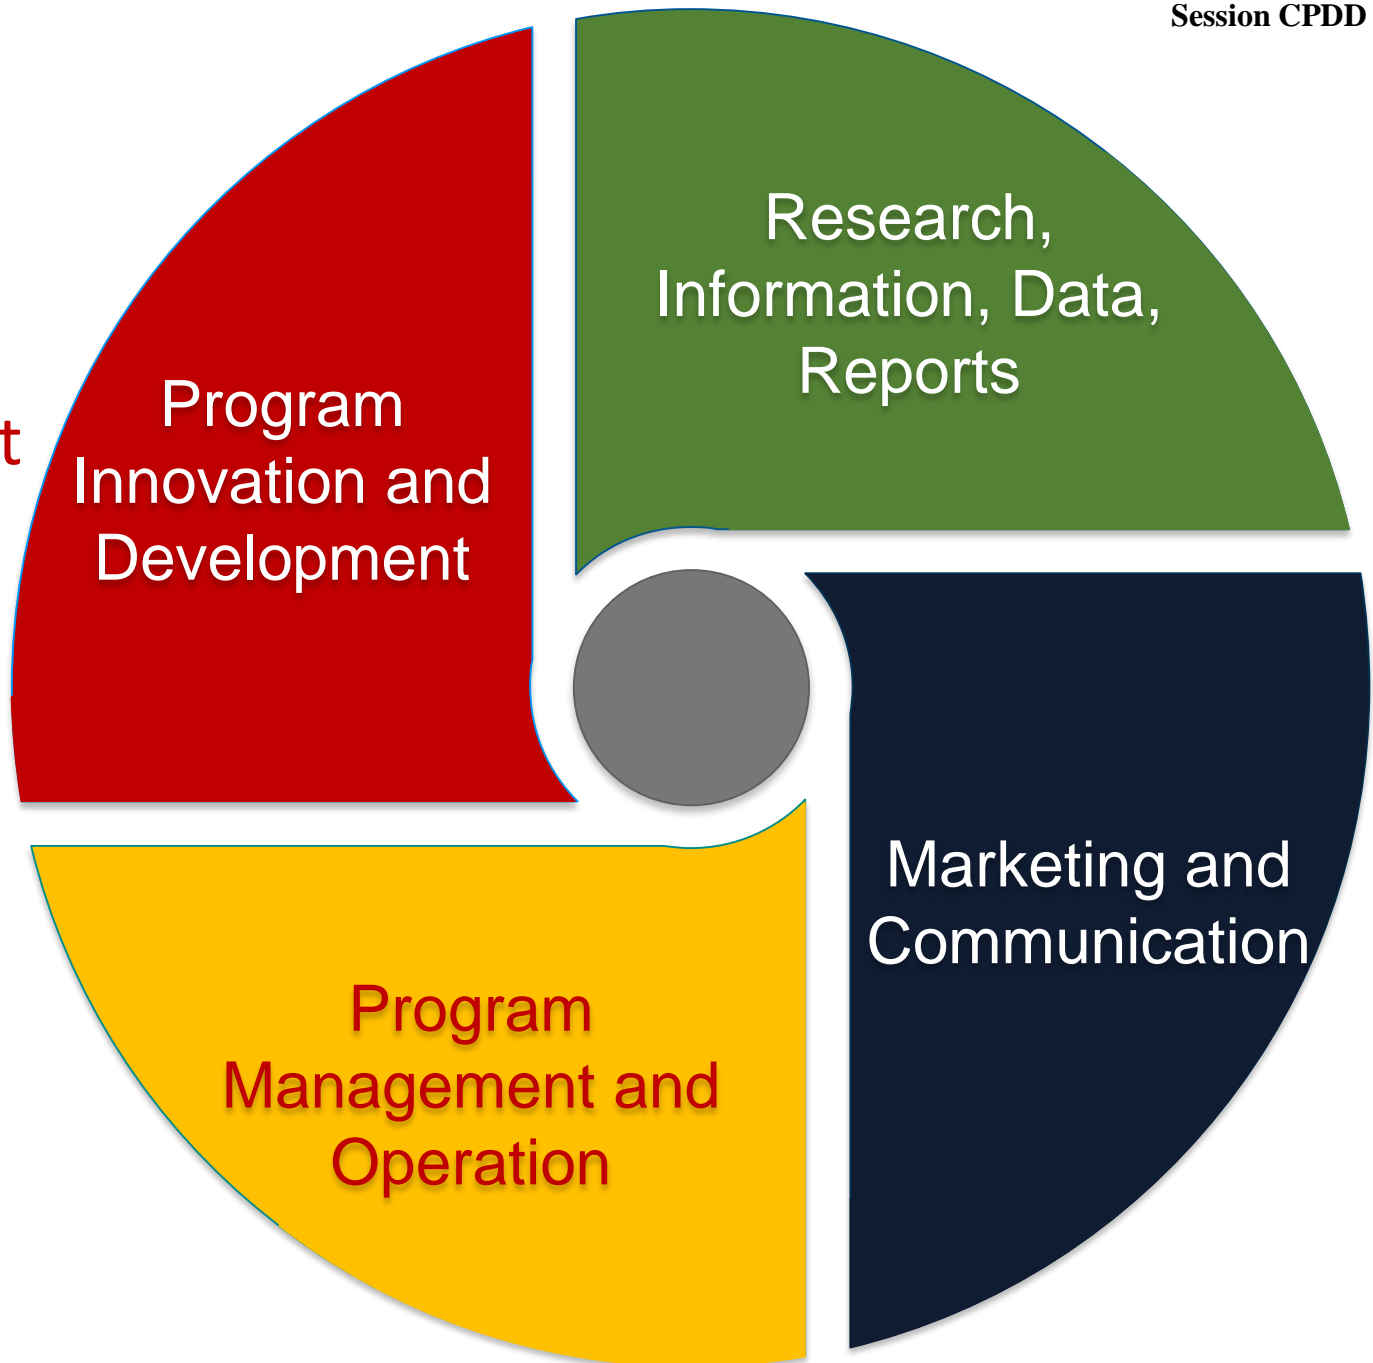 Session CPDD
Research,
Information, Data,
Reports
t
Program
Innovation and
Development
Marketing and
Communication
Program
Management and
Operation